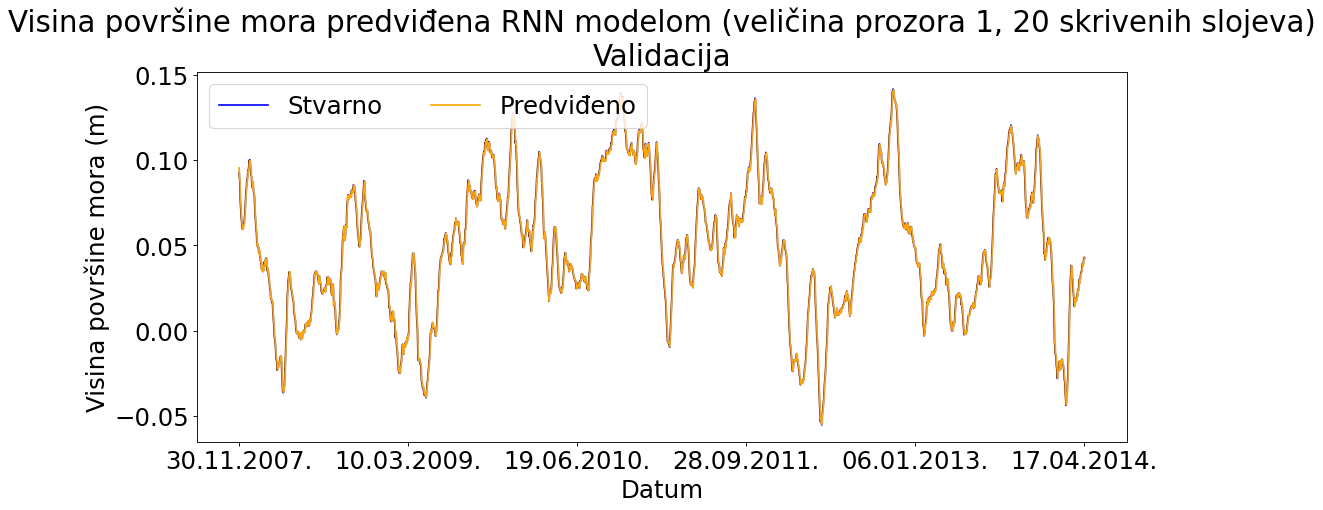 Visina površine mora predviđena RNN modelom (veličina prozora 1, 20 skrivenih slojeva)
Validacija
Stvarno
Predviđeno
Visina površine mora (m)
0.15
0.10
0.05
0.00
−0.05
30.11.2007.
10.03.2009.
19.06.2010.
28.09.2011.
06.01.2013.
17.04.2014.
Datum